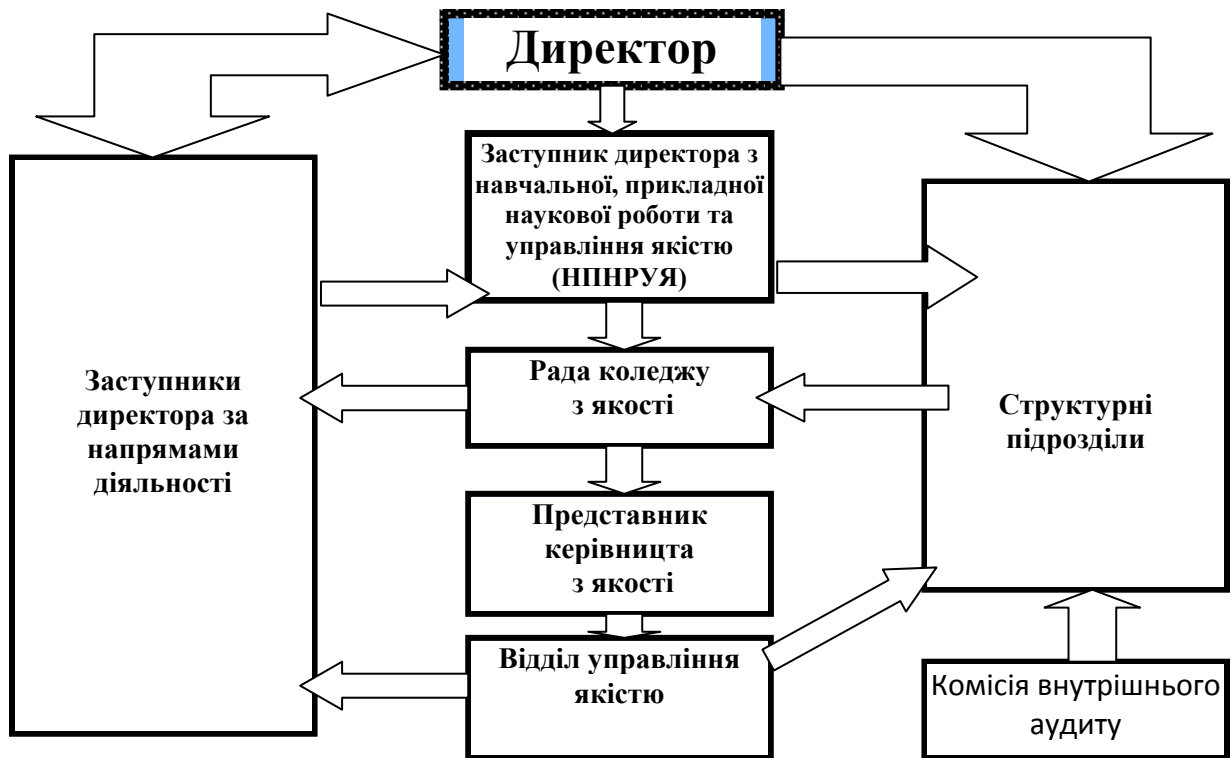 Директор
Заступник директора з
навчальної, прикладної
наукової роботи та
управління якістю
(НПНРУЯ)
Рада коледжу
з якості
Заступники
директора за
напрямами
діяльності
Структурні
підрозділи
Представник
керівницта
з якості
Відділ управління
якістю
Комісія внутрішнього
аудиту